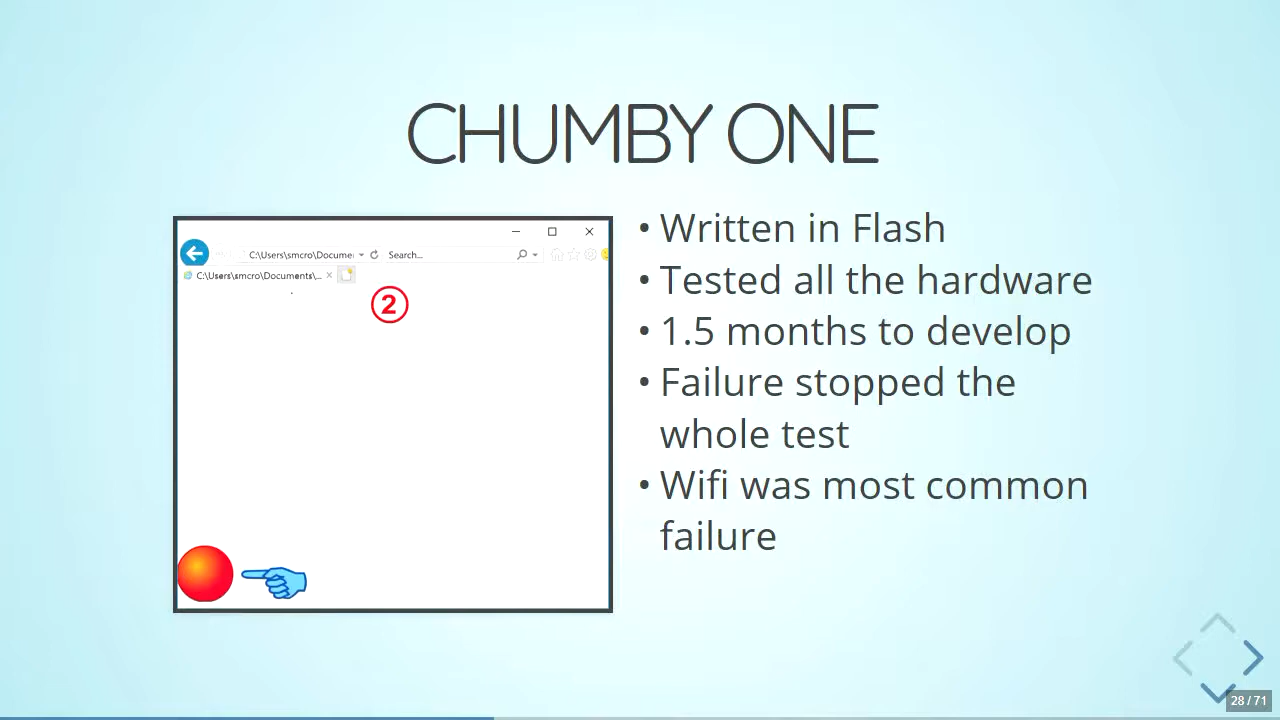 CHUMBY ONE
C:\Users\smcro\Docume
Search...
C:\Users\smcro\Documents\...
2
• Written in Flash
• Tested all the hardware
• 1.5 months to develop
• Failure stopped the
whole test
• Wifi was most common
failure
28 / 71